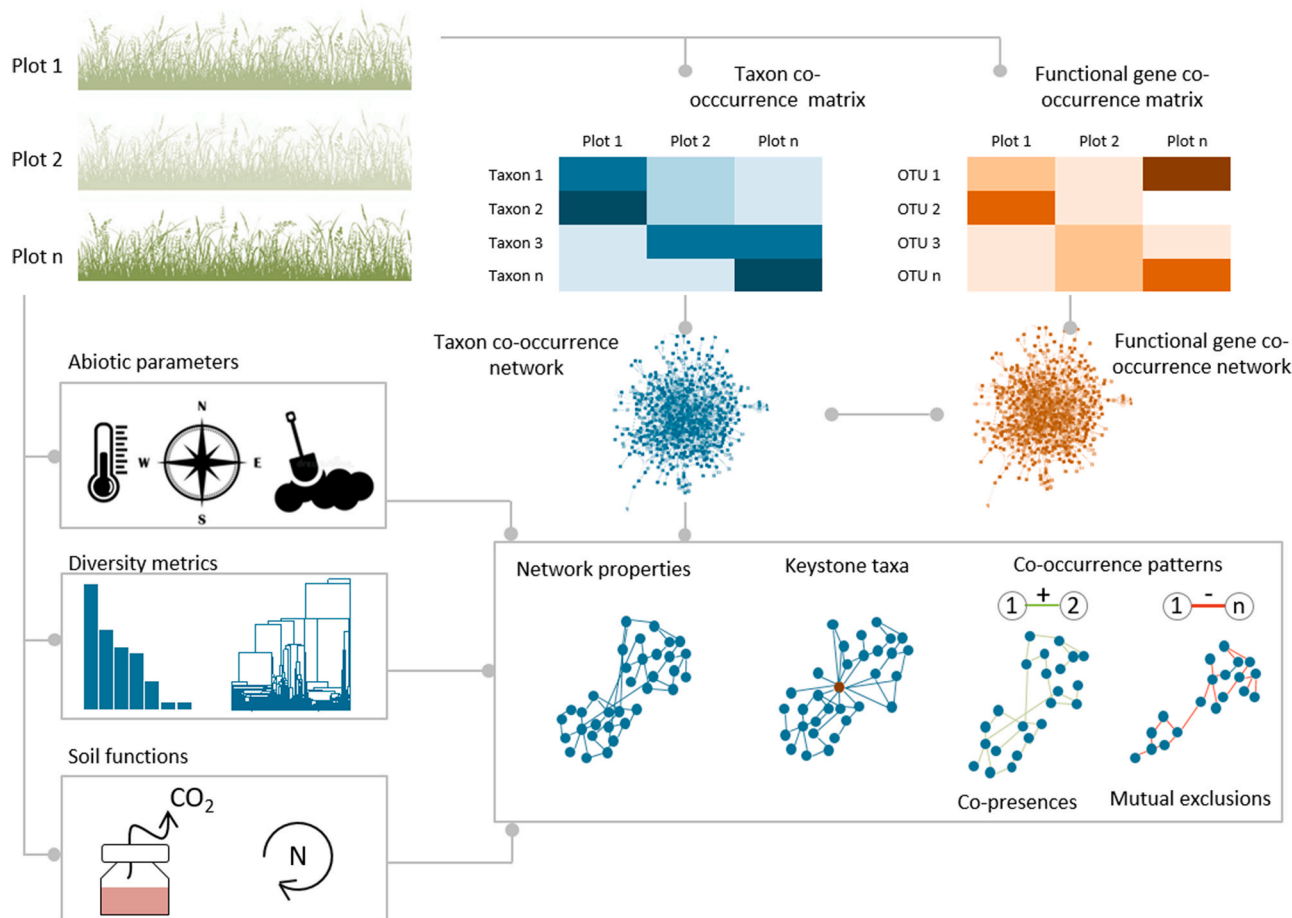 Plot 1
Plot 2
Plot n
Taxon co-
occcurrence matrix
Plot 1 Plot 2 Plot n
Taxon 1
Taxon 2
Taxon 3
Taxon n
Functional gene co-
occurrence matrix
Plot 1 Plot 2 Plot n
OTU 1
OTU 2
OTU 3
OTU n
Taxon co-occurrence
network
Functional gene co-
occurrence network
Abiotic parameters
N
W E
S
Diversity metrics
Soil functions
CO2
N
Network properties
Keystone taxa
Co-occurrence patterns
1 + 2
1 - n
Co-presences
Mutual exclusions